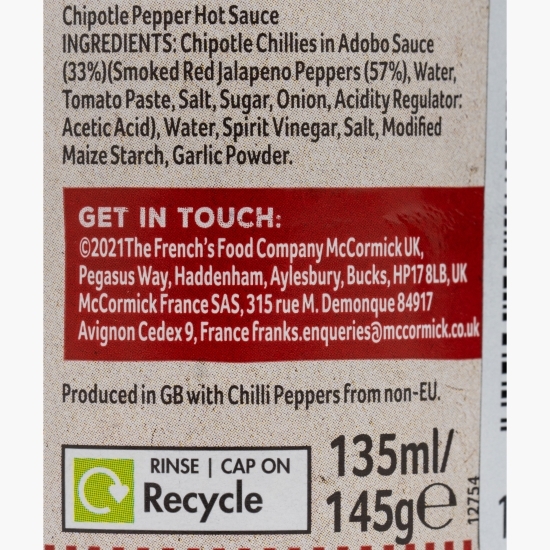 Chipotle Pepper Hot Sauce
INGREDIENTS: Chipotle Chillies in Adobo Sauce
(33%)(Smoked Red Jalapeno Peppers (57%), Water,
Tomato Paste, Salt, Sugar, Onion, Acidity Regulator:
Acetic Acid), Water, Spirit Vinegar, Salt, Modified
Maize Starch, Garlic Powder.
GET IN TOUCH:
©2021The French's Food Company McCormick UK,
Pegasus Way, Haddenham, Aylesbury, Bucks, HP17 8LB, UK
McCormick France SAS, 315 rue M. Demonque 84917
Avignon Cedex 9, France franks.enqueries@mccormick.co.uk
Produced in GB with Chilli Peppers from non-EU.
RINSE | CAP ON
Recycle
135ml/
145g℮
12754